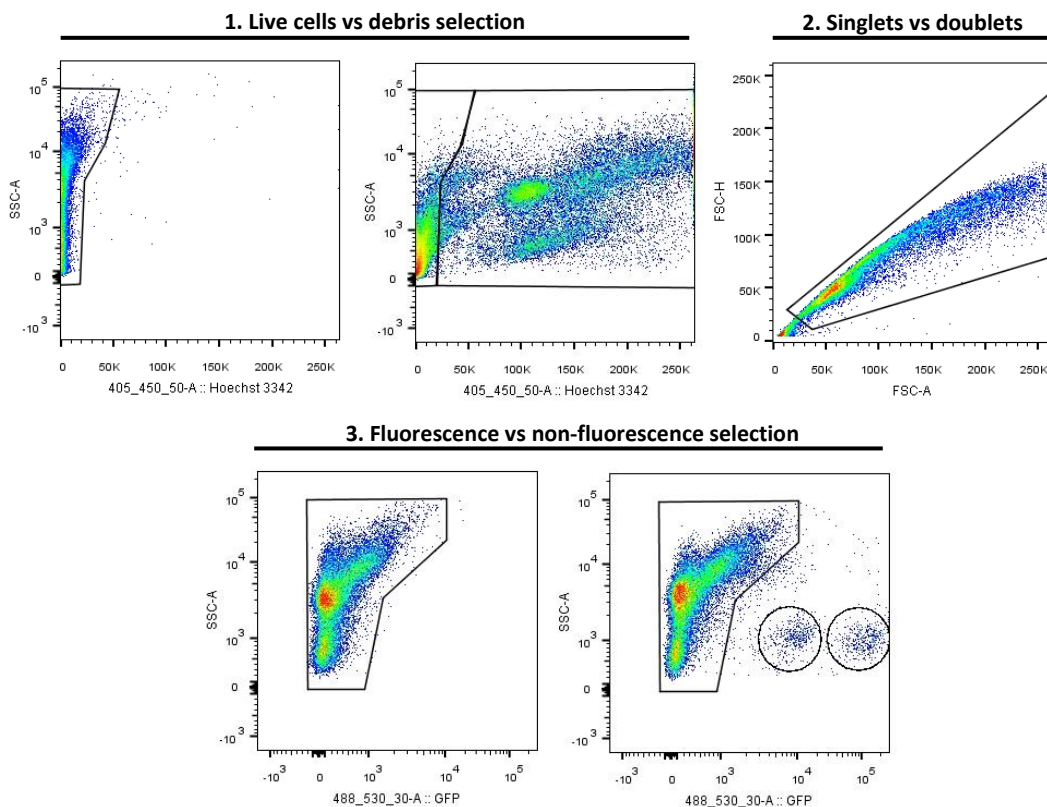 1. Live cells vs debris selection
2. Singlets vs doublets
10^5
10^4
10^3
0
-10^3
SSC-A
0 50K 100K 150K 200K 250K
405_450_50-A :: Hoechst 3342
10^5
10^4
10^3
0
-10^3
SSC-A
0 50K 100K 150K 200K 250K
405_450_50-A :: Hoechst 3342
250K
200K
150K
100K
50K
0
FSC-H
0 50K 100K 150K 200K 250K
FSC-A
3. Fluorescence vs non-fluorescence selection
10^5
10^4
10^3
0
-10^3
SSC-A
-10^3 0 10^3 10^4 10^5
488_530_30-A :: GFP
10^5
10^4
10^3
0
-10^3
SSC-A
-10^3 0 10^3 10^4 10^5
488_530_30-A :: GFP